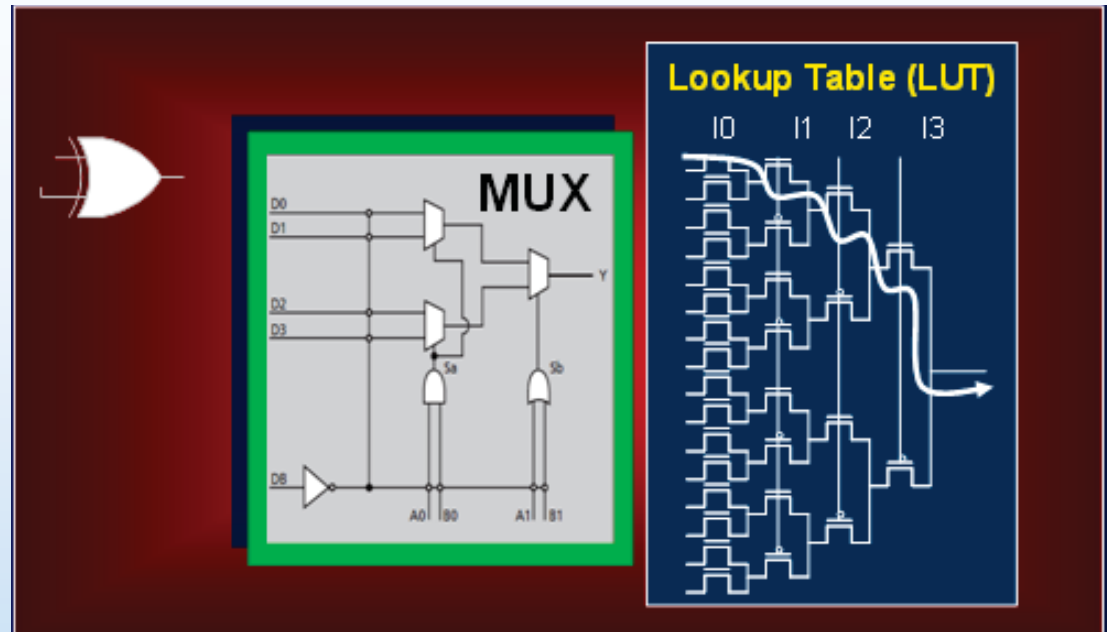 MUX
D0
D1
Y
D2
D3
Sa
Sb
DB
A0 B0 A1 B1
Lookup Table (LUT)
I0 I1 I2 I3